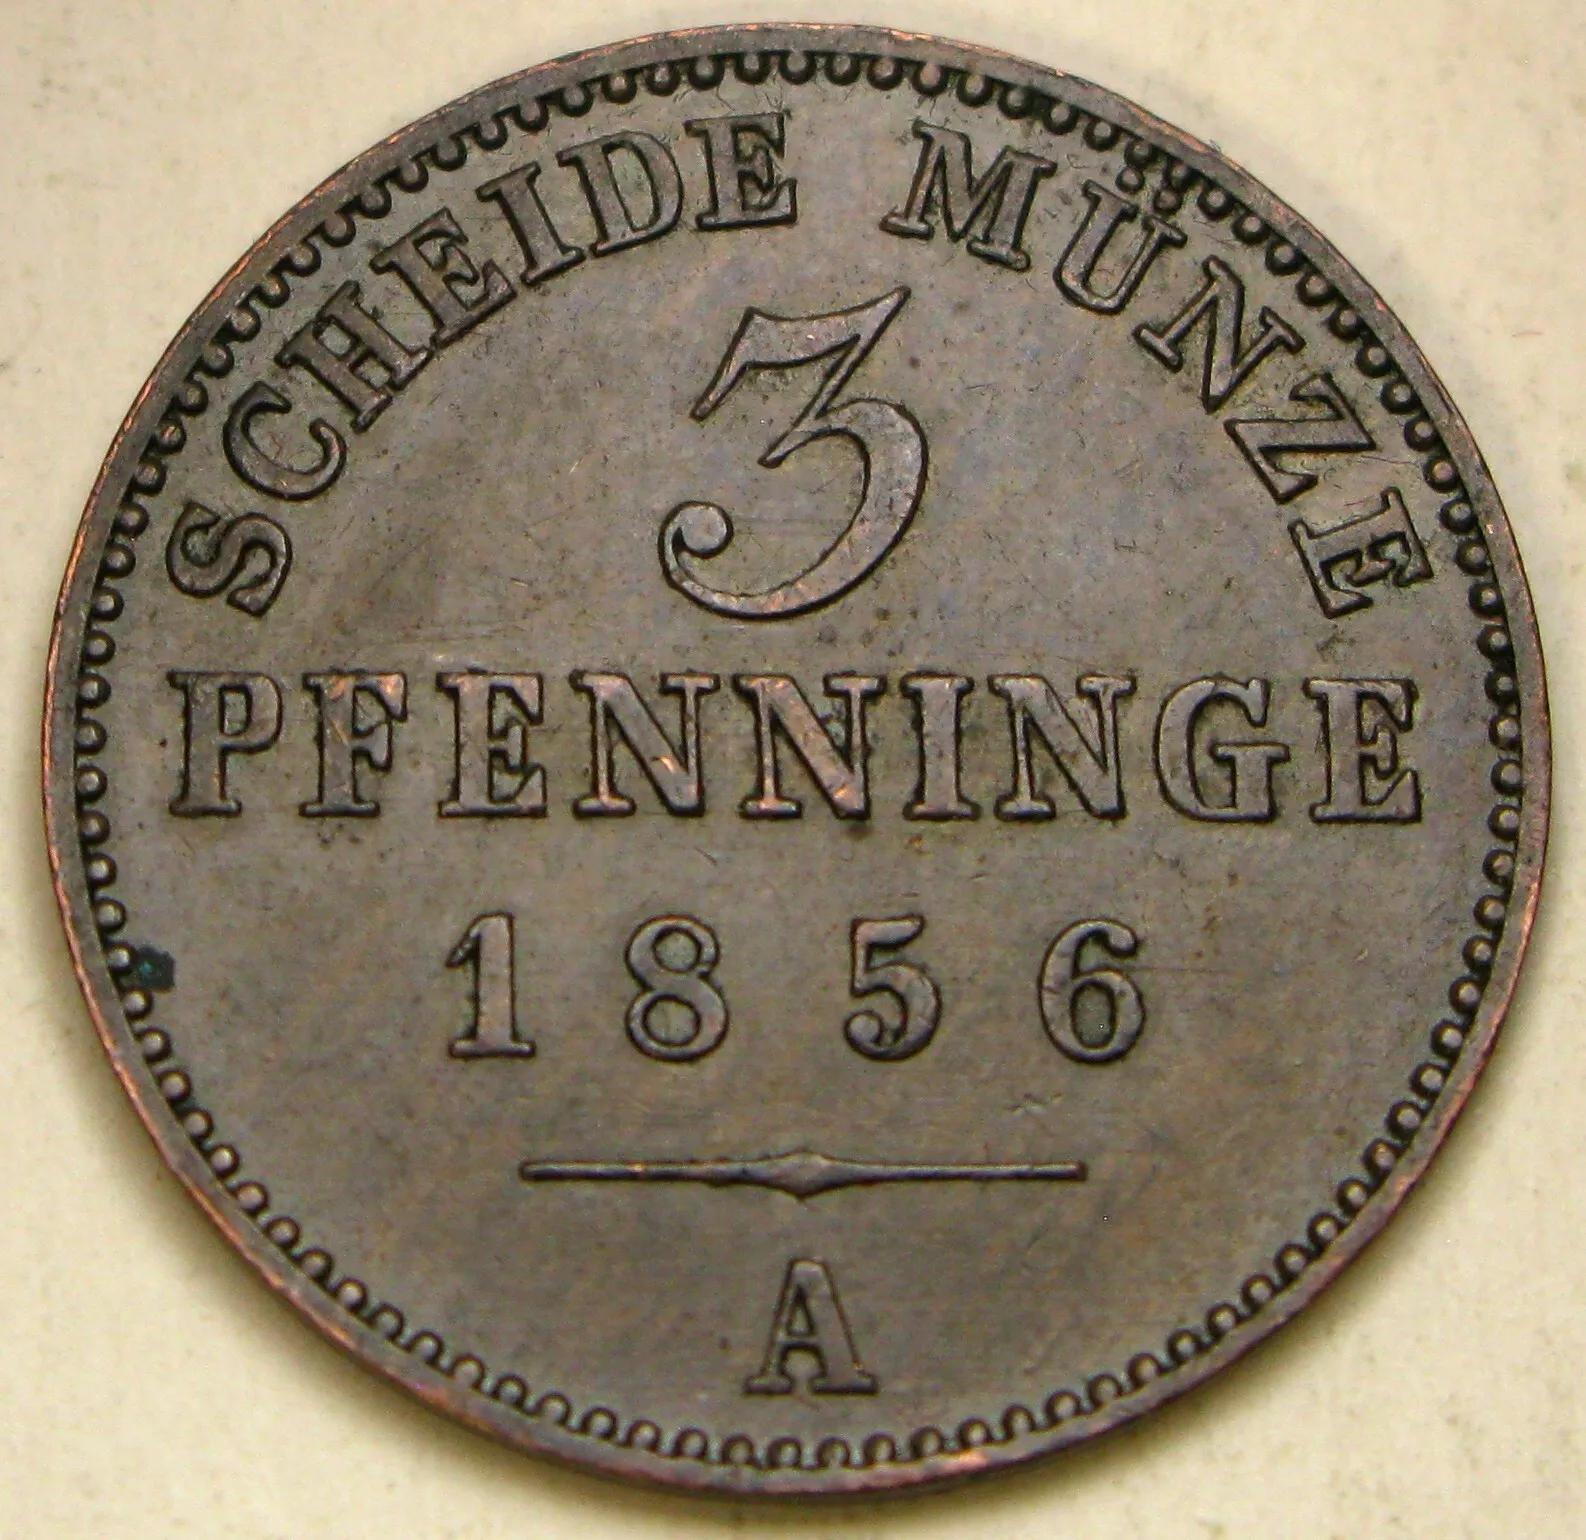 SCHEIDE MÜNZE
3
PFENNINGE
1856
A